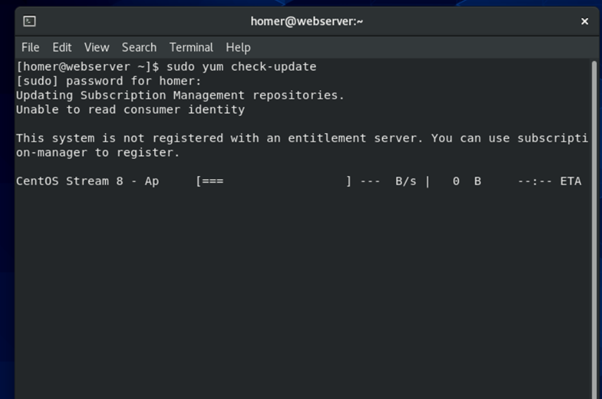 homer@webserver:~
File Edit View Search Terminal Help
[homer@webserver ~]$ sudo yum check-update
[sudo] password for homer:
Updating Subscription Management repositories.
Unable to read consumer identity
This system is not registered with an entitlement server. You can use subscripti
on-manager to register.
CentOS Stream 8 - Ap     [===                 ] ---  B/s |   0  B     --:-- ETA